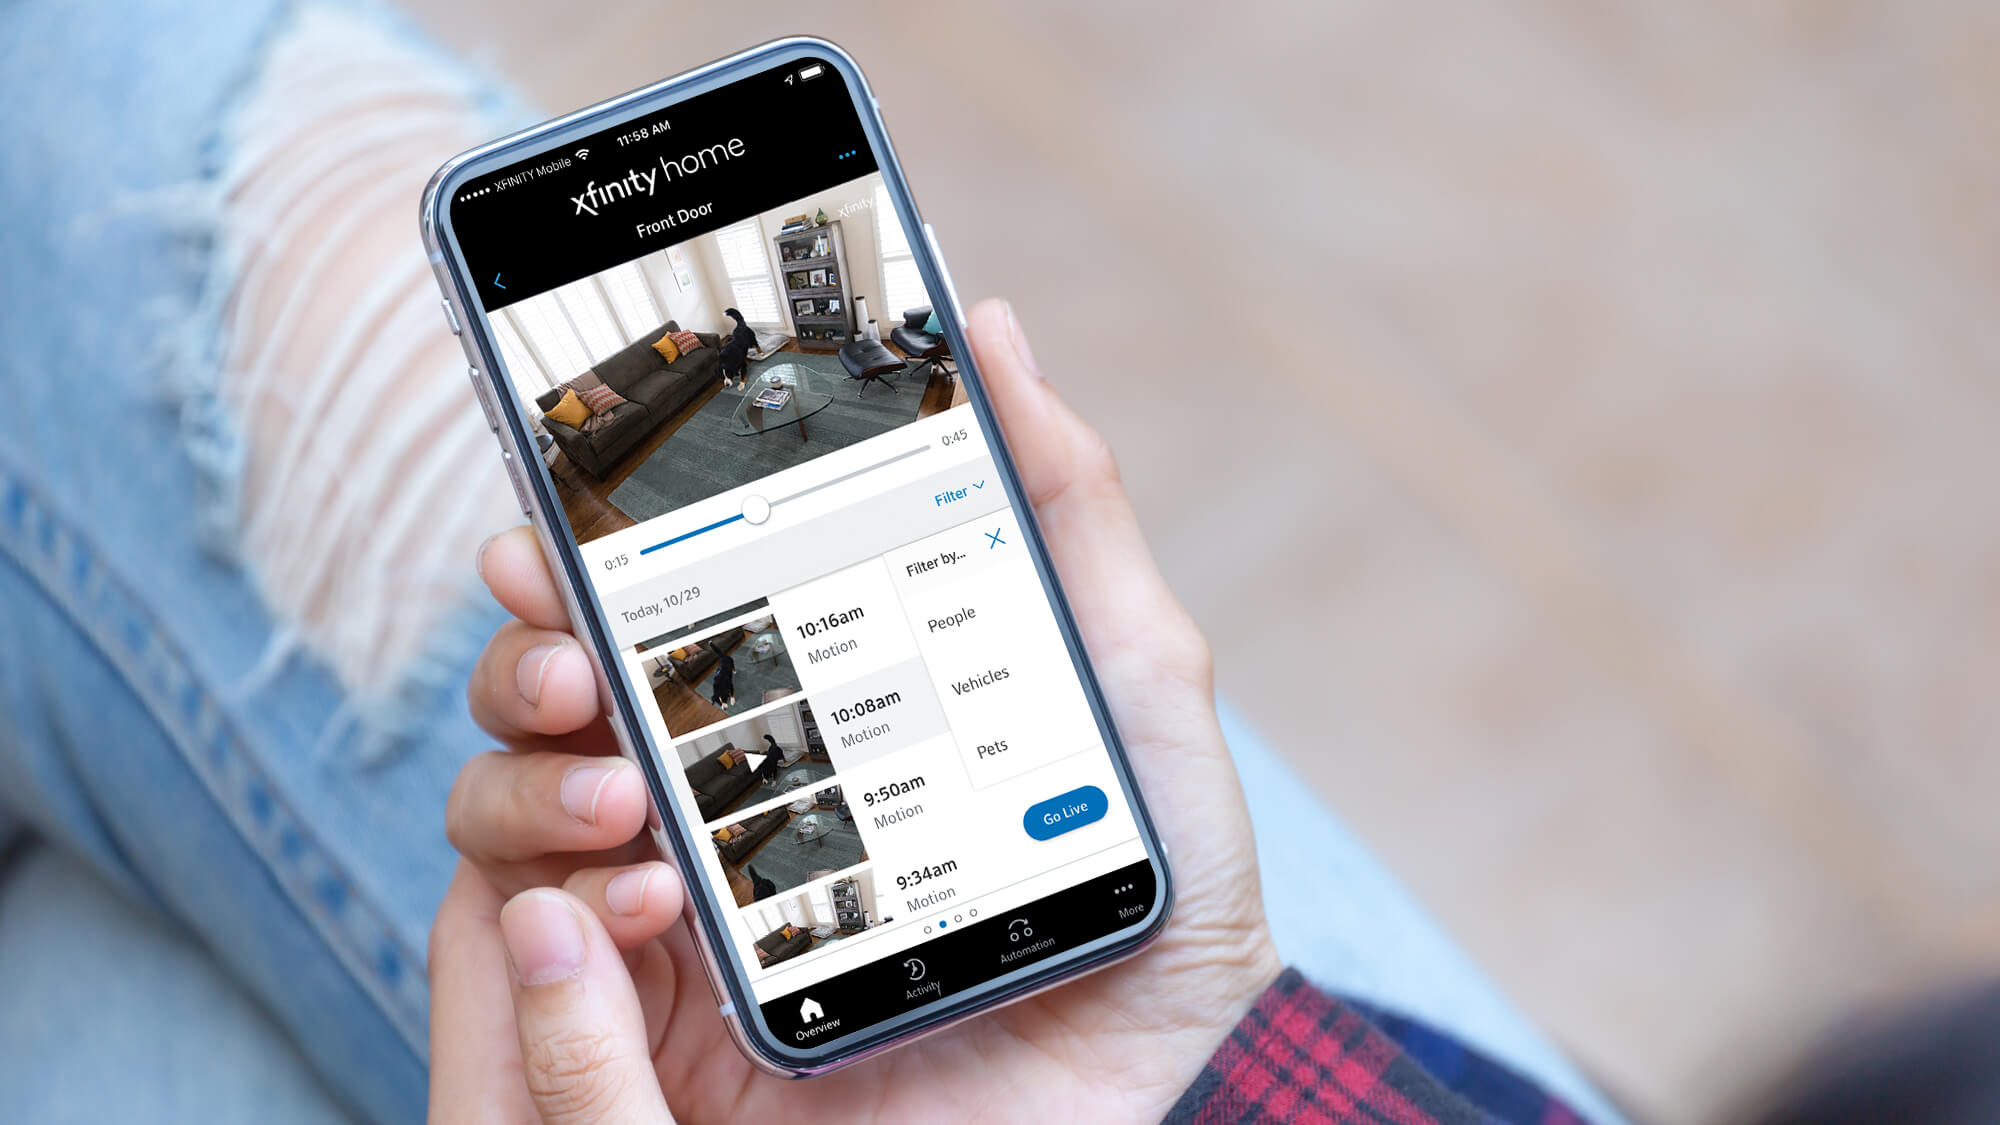 XFINITY Mobile
11:58 AM
xfinity home
Front Door
xfinity
0:15
0:45
Filter
Today, 10/29
Filter by...
People
Vehicles
Pets
10:16am
Motion
10:08am
Motion
9:50am
Motion
9:34am
Motion
Go Live
Overview
Activity
Automation
More